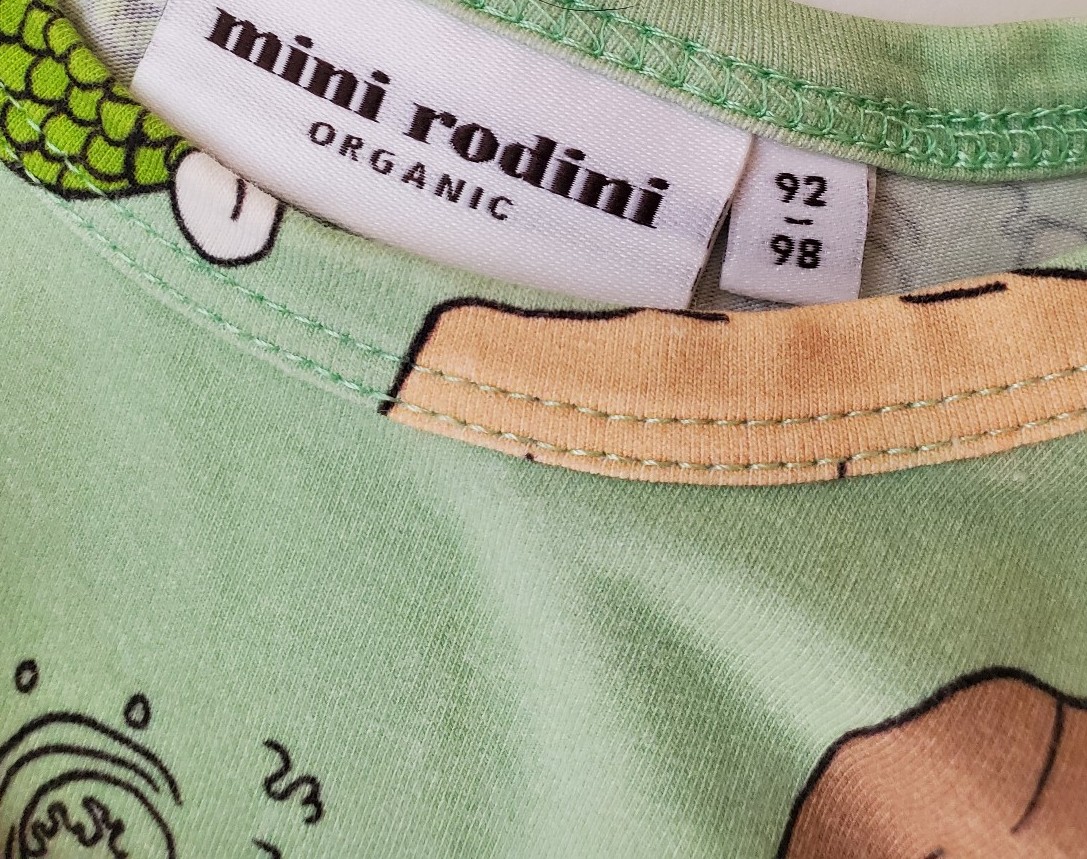 mini rodini
ORGANIC
92
–
98